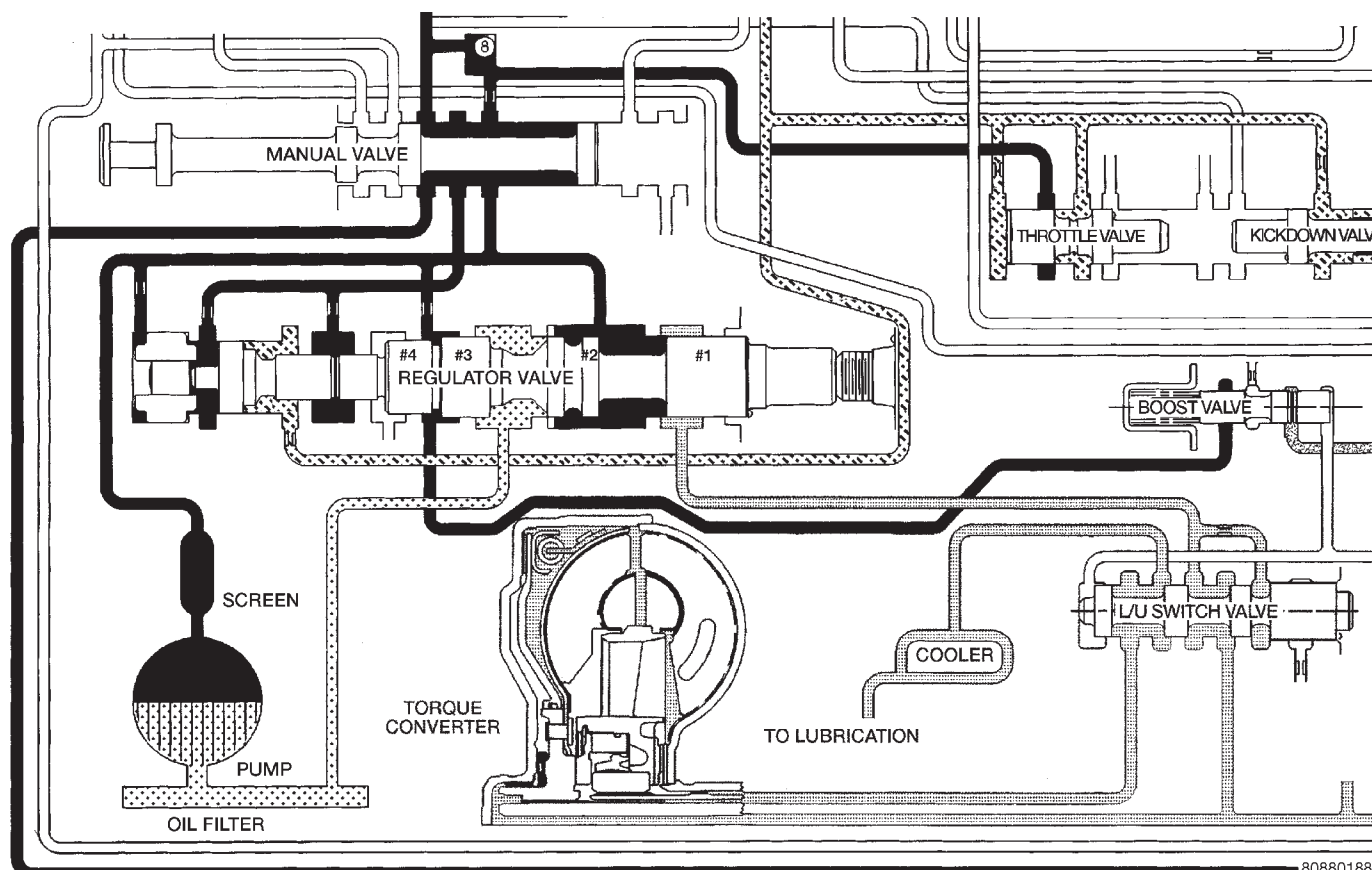 8
MANUAL VALVE
THROTTLE VALVE
KICKDOWN VALV
#4
#3
#2
#1
REGULATOR VALVE
BOOST VALVE
SCREEN
L/U SWITCH VALVE
COOLER
TORQUE
CONVERTER
TO LUBRICATION
PUMP
OIL FILTER
80880188